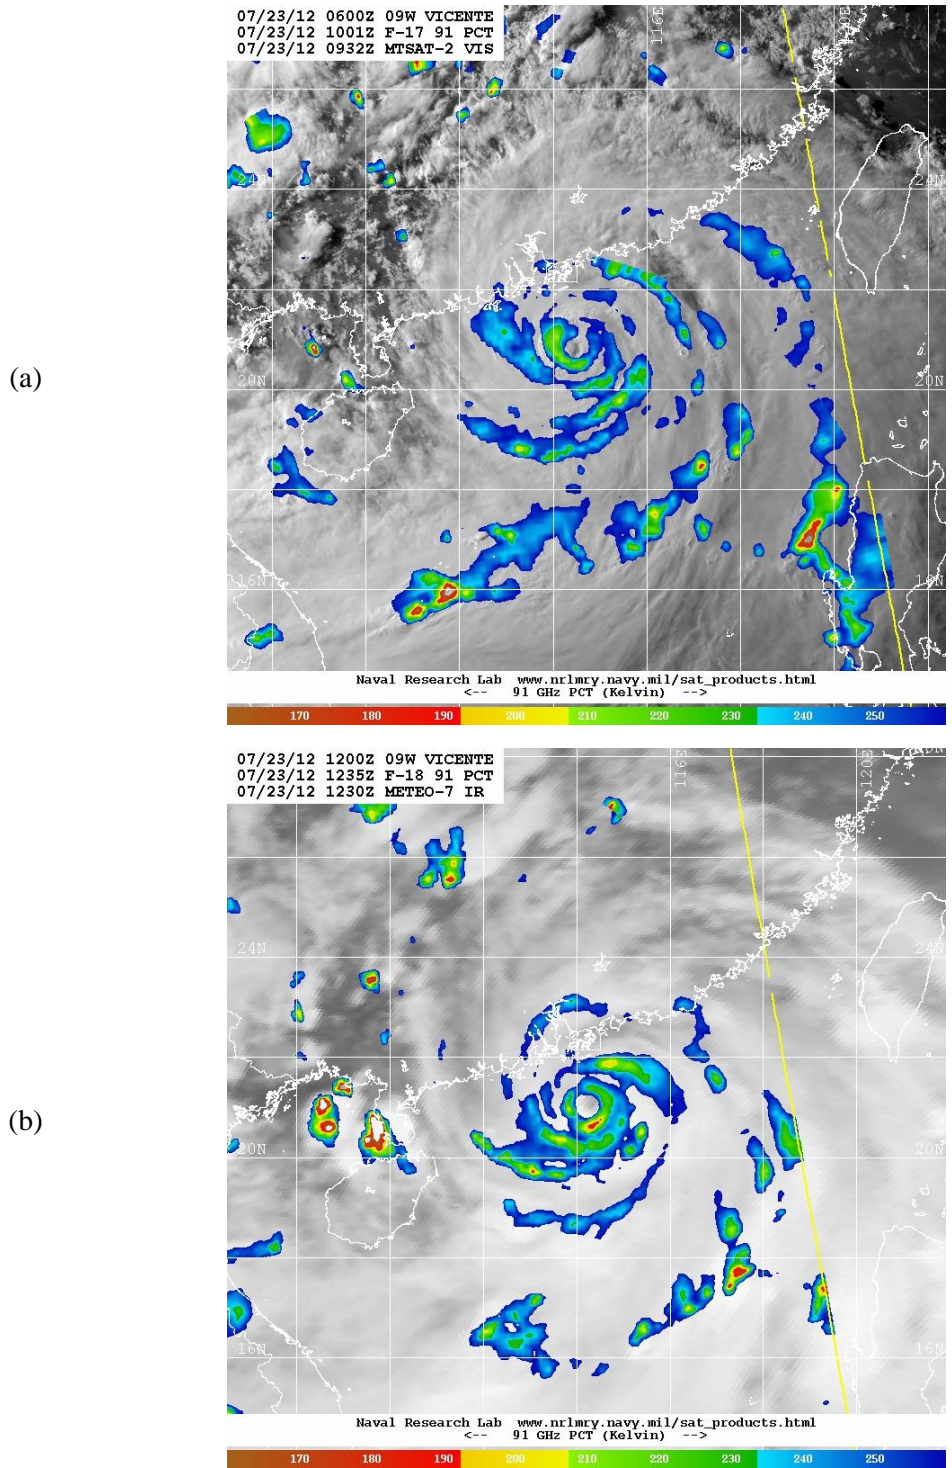 07/23/12 0600Z 09W VICENTE
07/23/12 1001Z F-17 91 PCT
07/23/12 0932Z MTSAT-2 VIS
116E
120E
24N
24N
(a)
20N
20N
16N
16N
Naval Research Lab www.nrlmry.navy.mil/sat_products.html
<-- 91 GHz PCT (Kelvin) -->
170 180 190 200 210 220 230 240 250
07/23/12 1200Z 09W VICENTE
07/23/12 1235Z F-18 91 PCT
07/23/12 1230Z METEO-7 IR
116E
120E
24N
24N
(b)
20N
20N
16N
16N
Naval Research Lab www.nrlmry.navy.mil/sat_products.html
<-- 91 GHz PCT (Kelvin) -->
170 180 190 200 210 220 230 240 250